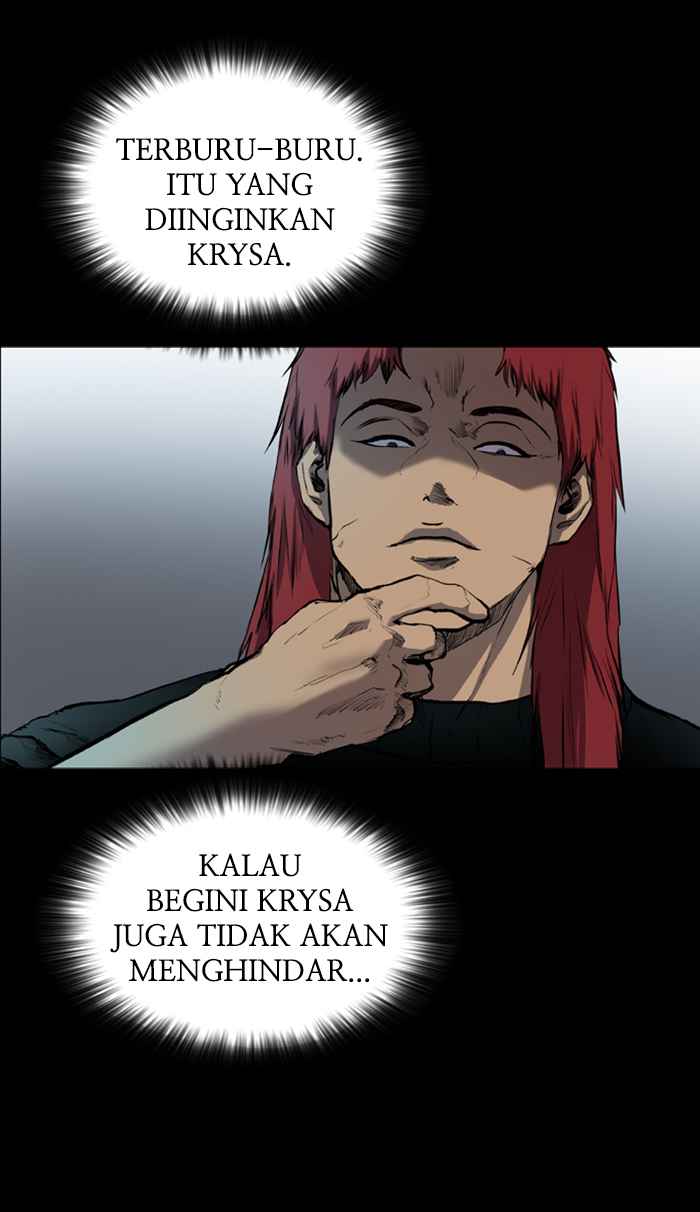 TERBURU-BURU.
ITU YANG
DIINGINKAN
KRYSA.
KALAU
BEGINI KRYSA
JUGA TIDAK AKAN
MENGHINDAR...